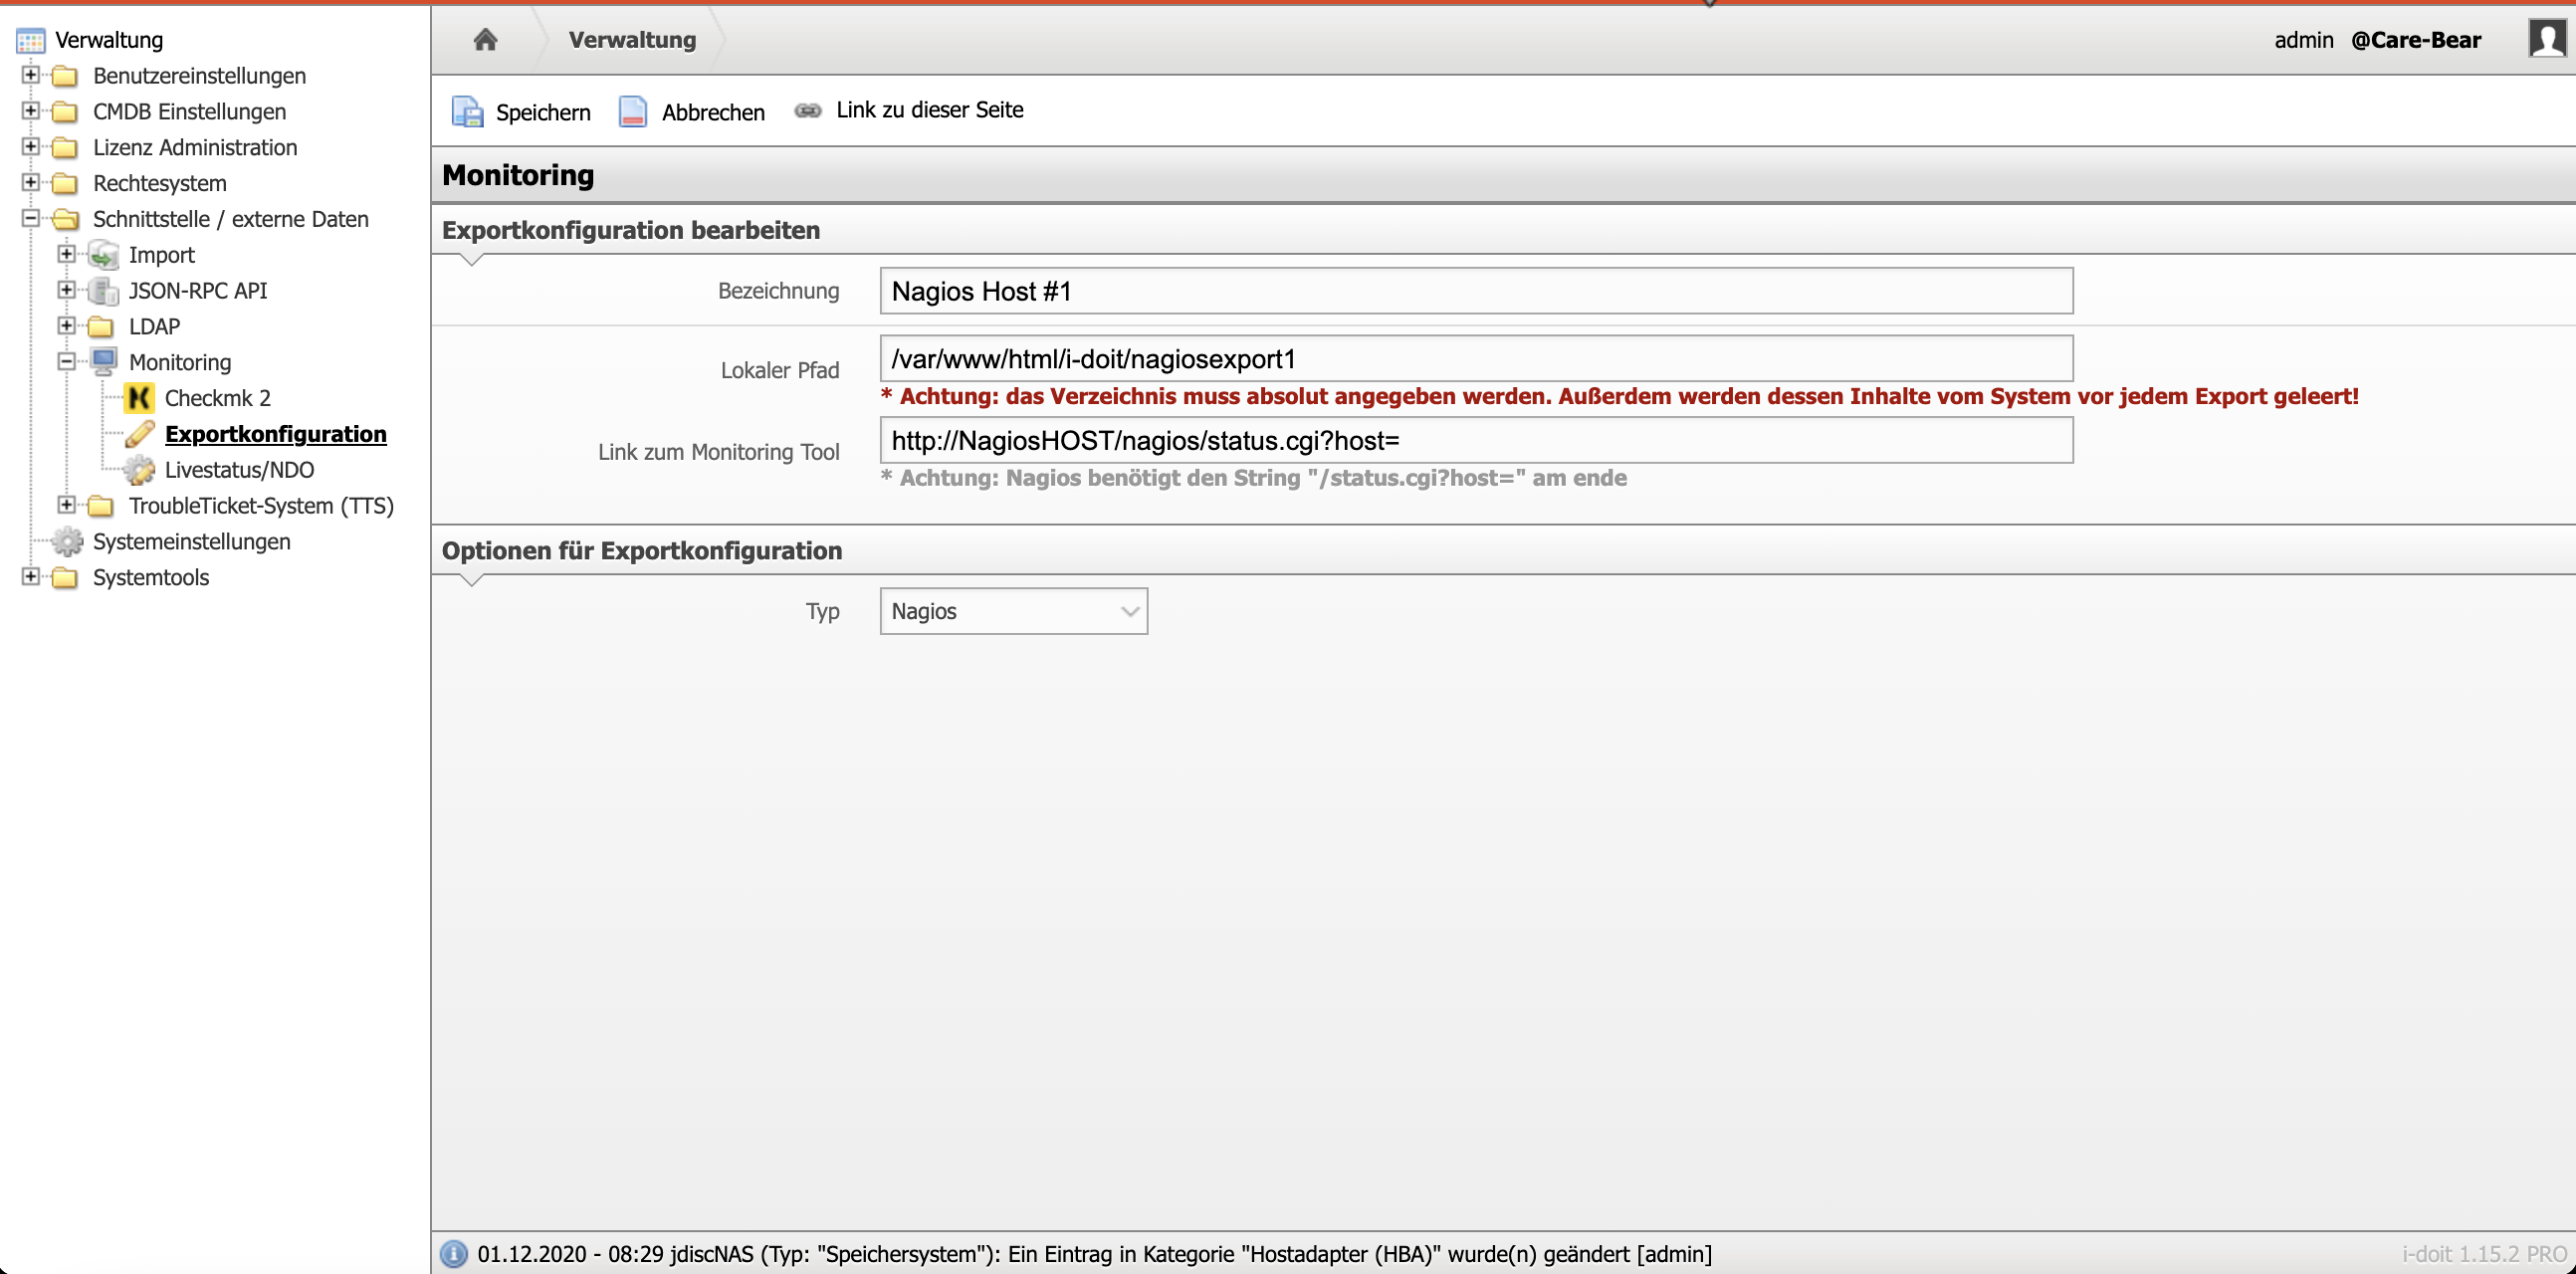 Verwaltung
Benutzereinstellungen
CMDB Einstellungen
Lizenz Administration
Rechtesystem
Schnittstelle / externe Daten
Import
JSON-RPC API
LDAP
Monitoring
Checkmk 2
Exportkonfiguration
Livestatus/NDO
TroubleTicket-System (TTS)
Systemeinstellungen
Systemtools
Verwaltung
admin @Care-Bear
Speichern Abbrechen Link zu dieser Seite
Monitoring
Exportkonfiguration bearbeiten
Bezeichnung Nagios Host #1
Lokaler Pfad /var/www/html/i-doit/nagiosexport1
* Achtung: das Verzeichnis muss absolut angegeben werden. Außerdem werden dessen Inhalte vom System vor jedem Export geleert!
Link zum Monitoring Tool http://NagiosHOST/nagios/status.cgi?host=
* Achtung: Nagios benötigt den String "/status.cgi?host=" am ende
Optionen für Exportkonfiguration
Typ Nagios
01.12.2020 - 08:29 jdiscNAS (Typ: "Speichersystem"): Ein Eintrag in Kategorie "Hostadapter (HBA)" wurde(n) geändert [admin]
i-doit 1.15.2 PRO